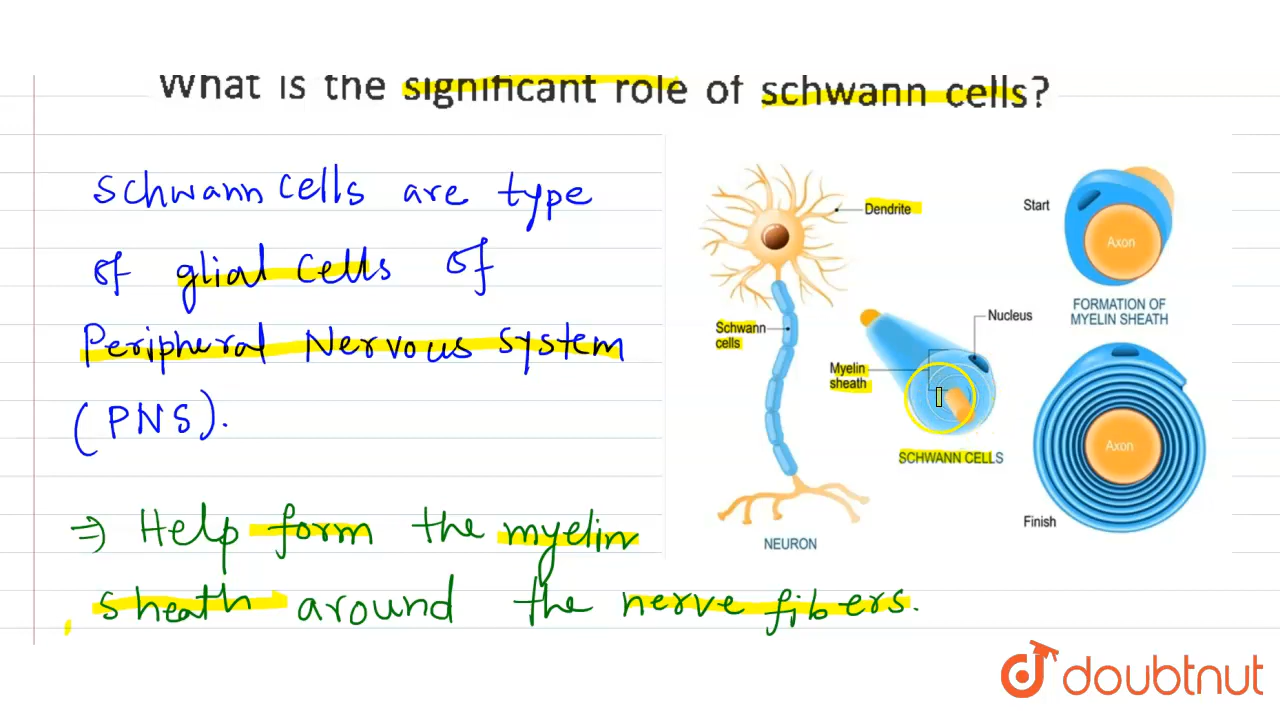 What is the significant role of schwann cells?
Schwann cells are type
of glial cells of
Peripheral Nervous System
(PNS).
⇒ Help form the myelin
sheath around the nerve fibers.
Dendrite
Schwann
cells
Myelin
sheath
Nucleus
SCHWANN CELLS
NEURON
Start
Axon
FORMATION OF
MYELIN SHEATH
Axon
Finish
doubtnut